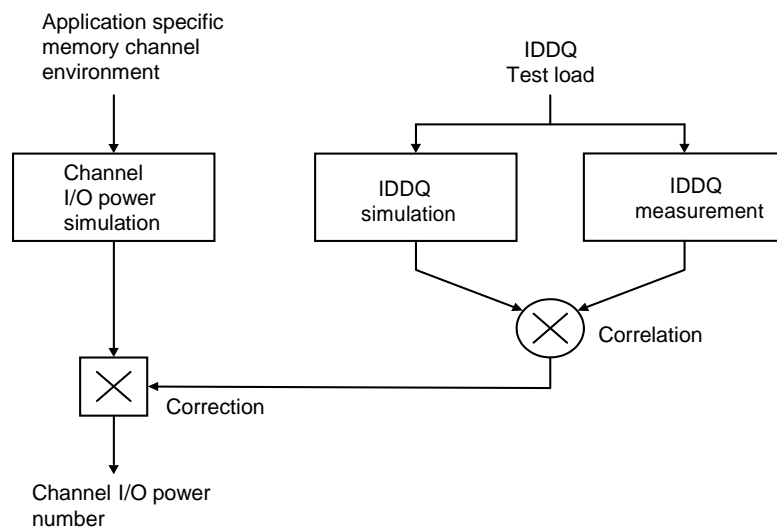 Application specific
memory channel
environment
IDDQ
Test load
Channel
I/O power
simulation
IDDQ
simulation
IDDQ
measurement
Correlation
Correction
Channel I/O power
number